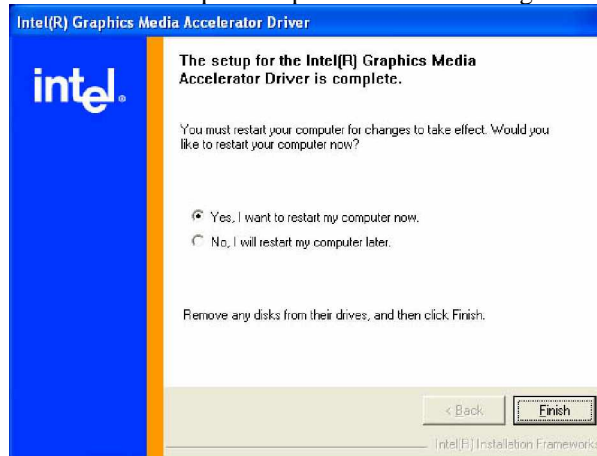 Intel(R) Graphics Media Accelerator Driver
intel®
The setup for the Intel(R) Graphics Media
Accelerator Driver is complete.
You must restart your computer for changes to take effect. Would you
like to restart your computer now?
Yes, I want to restart my computer now.
No, I will restart my computer later.
Remove any disks from their drives, and then click Finish.
< Back
Finish
Intel(R) Installation Frameworks